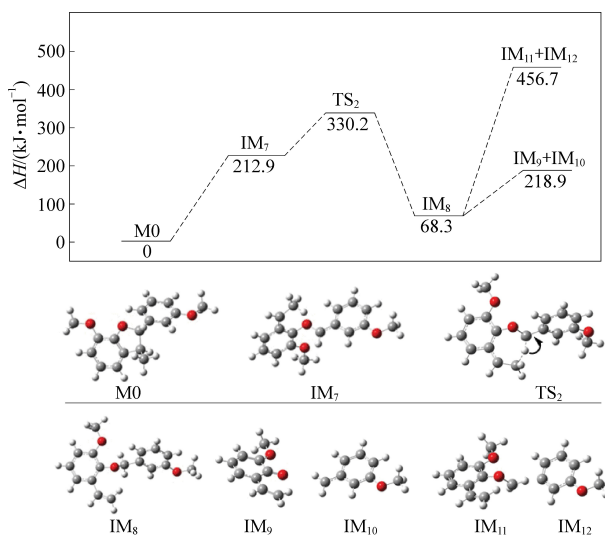 ΔH/(kJ•mol⁻¹)
500
400
300
200
100
0
M0
0
IM₇
212.9
TS₂
330.2
IM₈
68.3
IM₁₁+IM₁₂
456.7
IM₉+IM₁₀
218.9
M0 IM₇ TS₂
IM₈ IM₉ IM₁₀ IM₁₁ IM₁₂